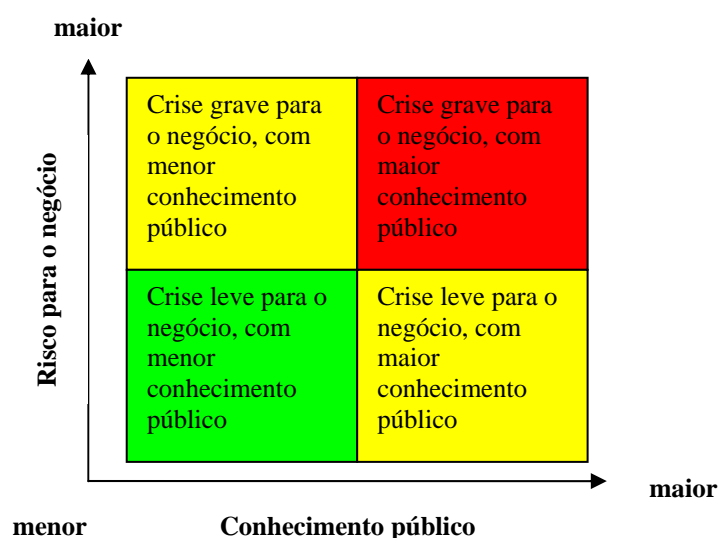 maior
Risco para o negócio
Crise grave para
o negócio, com
menor
conhecimento
público
Crise grave para
o negócio, com
maior
conhecimento
público
Crise leve para o
negócio, com
menor
conhecimento
público
Crise leve para o
negócio, com
maior
conhecimento
público
maior
menor
Conhecimento público